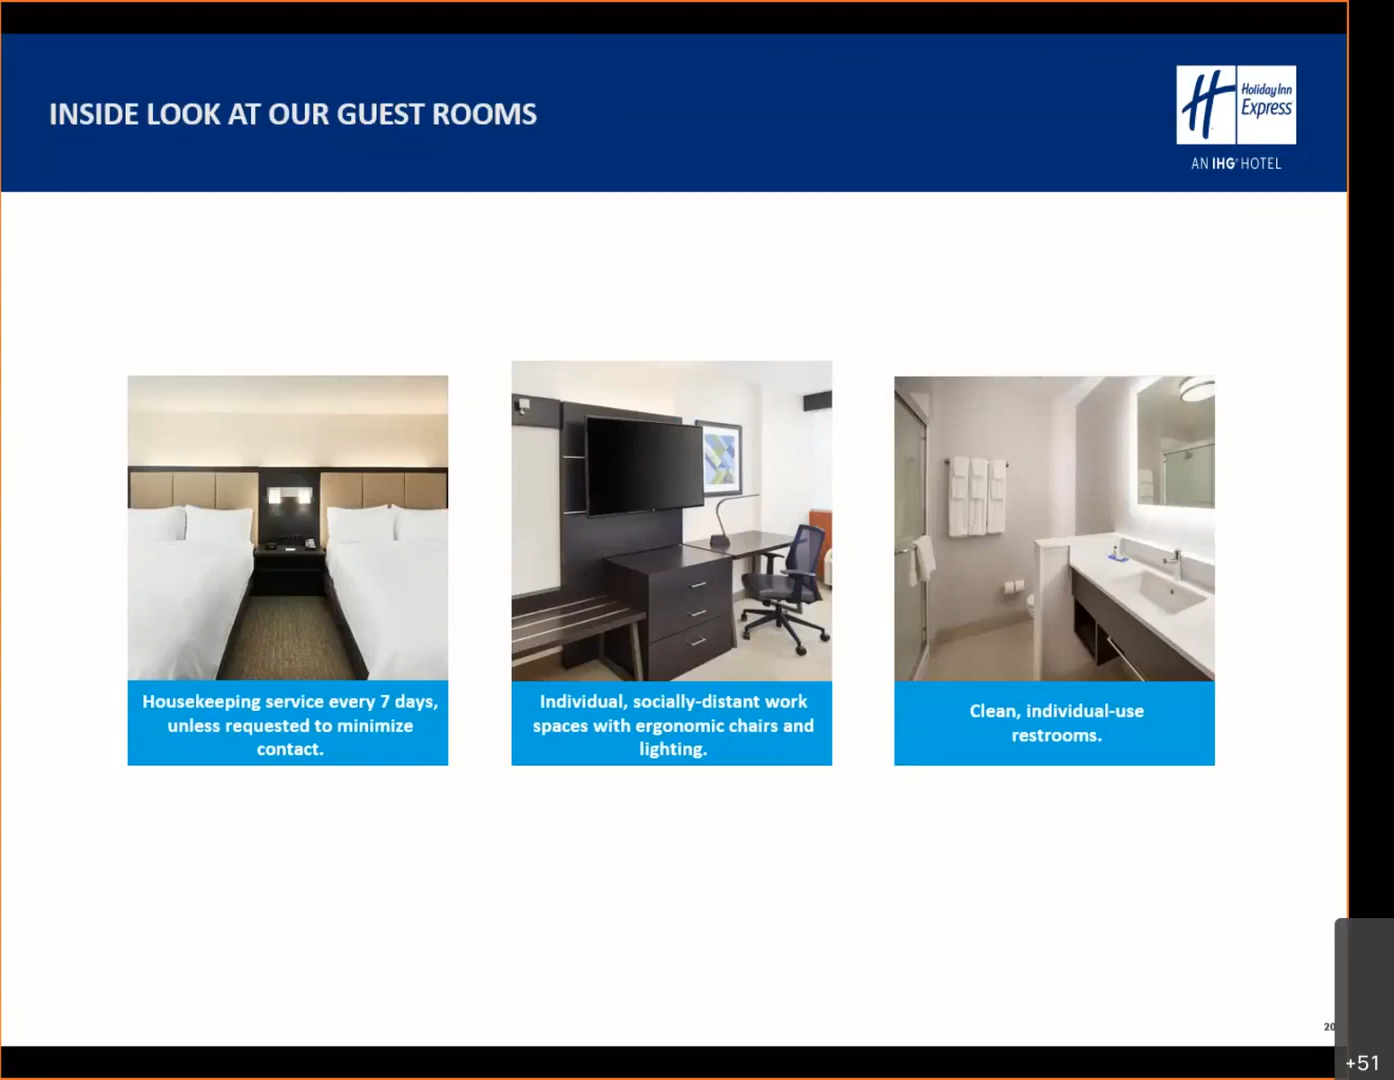 INSIDE LOOK AT OUR GUEST ROOMS
Holiday Inn
Express
AN IHG® HOTEL
Housekeeping service every 7 days,
unless requested to minimize
contact.
Individual, socially-distant work
spaces with ergonomic chairs and
lighting.
Clean, individual-use
restrooms.
20
+51